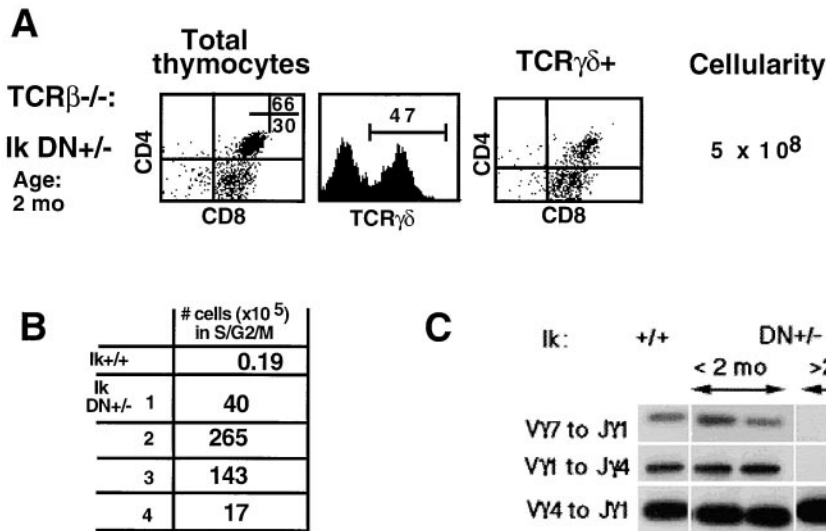 A
Total thymocytes
TCRγδ+
Cellularity
TCRβ-/-:
Ik DN+/-
Age:
2 mo
CD4
66
30
CD8
47
TCRγδ
CD4
CD8
5 x 10⁸
B
# cells (x10⁵)
in S/G2/M
Ik+/+ 0.19
Ik
DN+/- 1 40
2 265
3 143
4 17
C
Ik: +/+ DN+/-
< 2 mo >2
Vγ7 to Jγ1
Vγ1 to Jγ4
Vγ4 to Jγ1